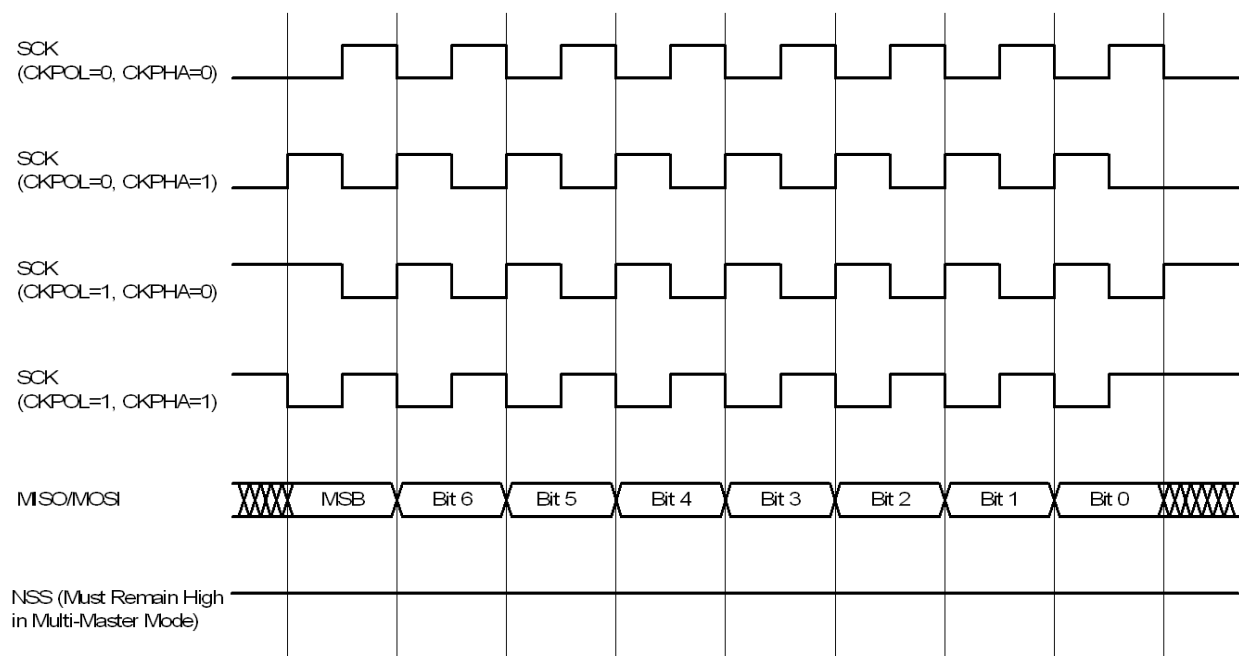 SCK
(CKPOL=0, CKPHA=0)
SCK
(CKPOL=0, CKPHA=1)
SCK
(CKPOL=1, CKPHA=0)
SCK
(CKPOL=1, CKPHA=1)
MISO/MOSI
MSB Bit 6 Bit 5 Bit 4 Bit 3 Bit 2 Bit 1 Bit 0
NSS (Must Remain High
in Multi-Master Mode)